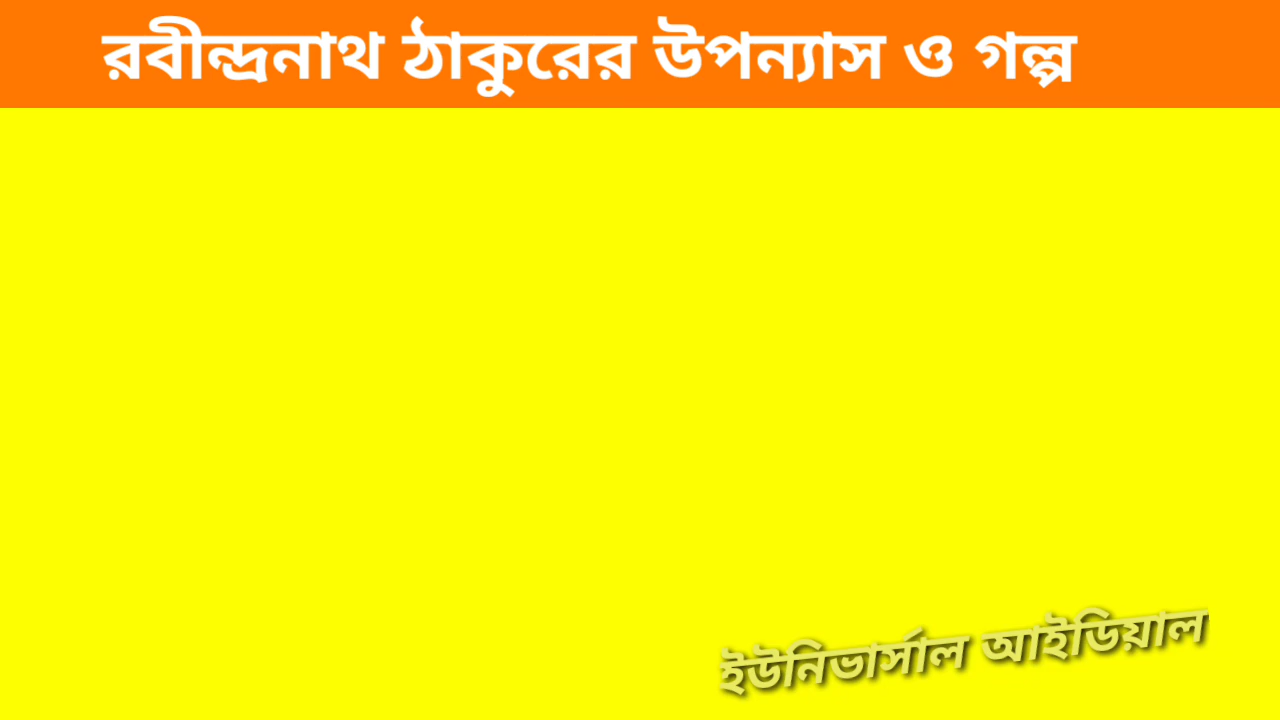 রবীন্দ্রনাথ ঠাকুরের উপন্যাস ও গল্প
ইউনিভার্সাল আইডিয়াল